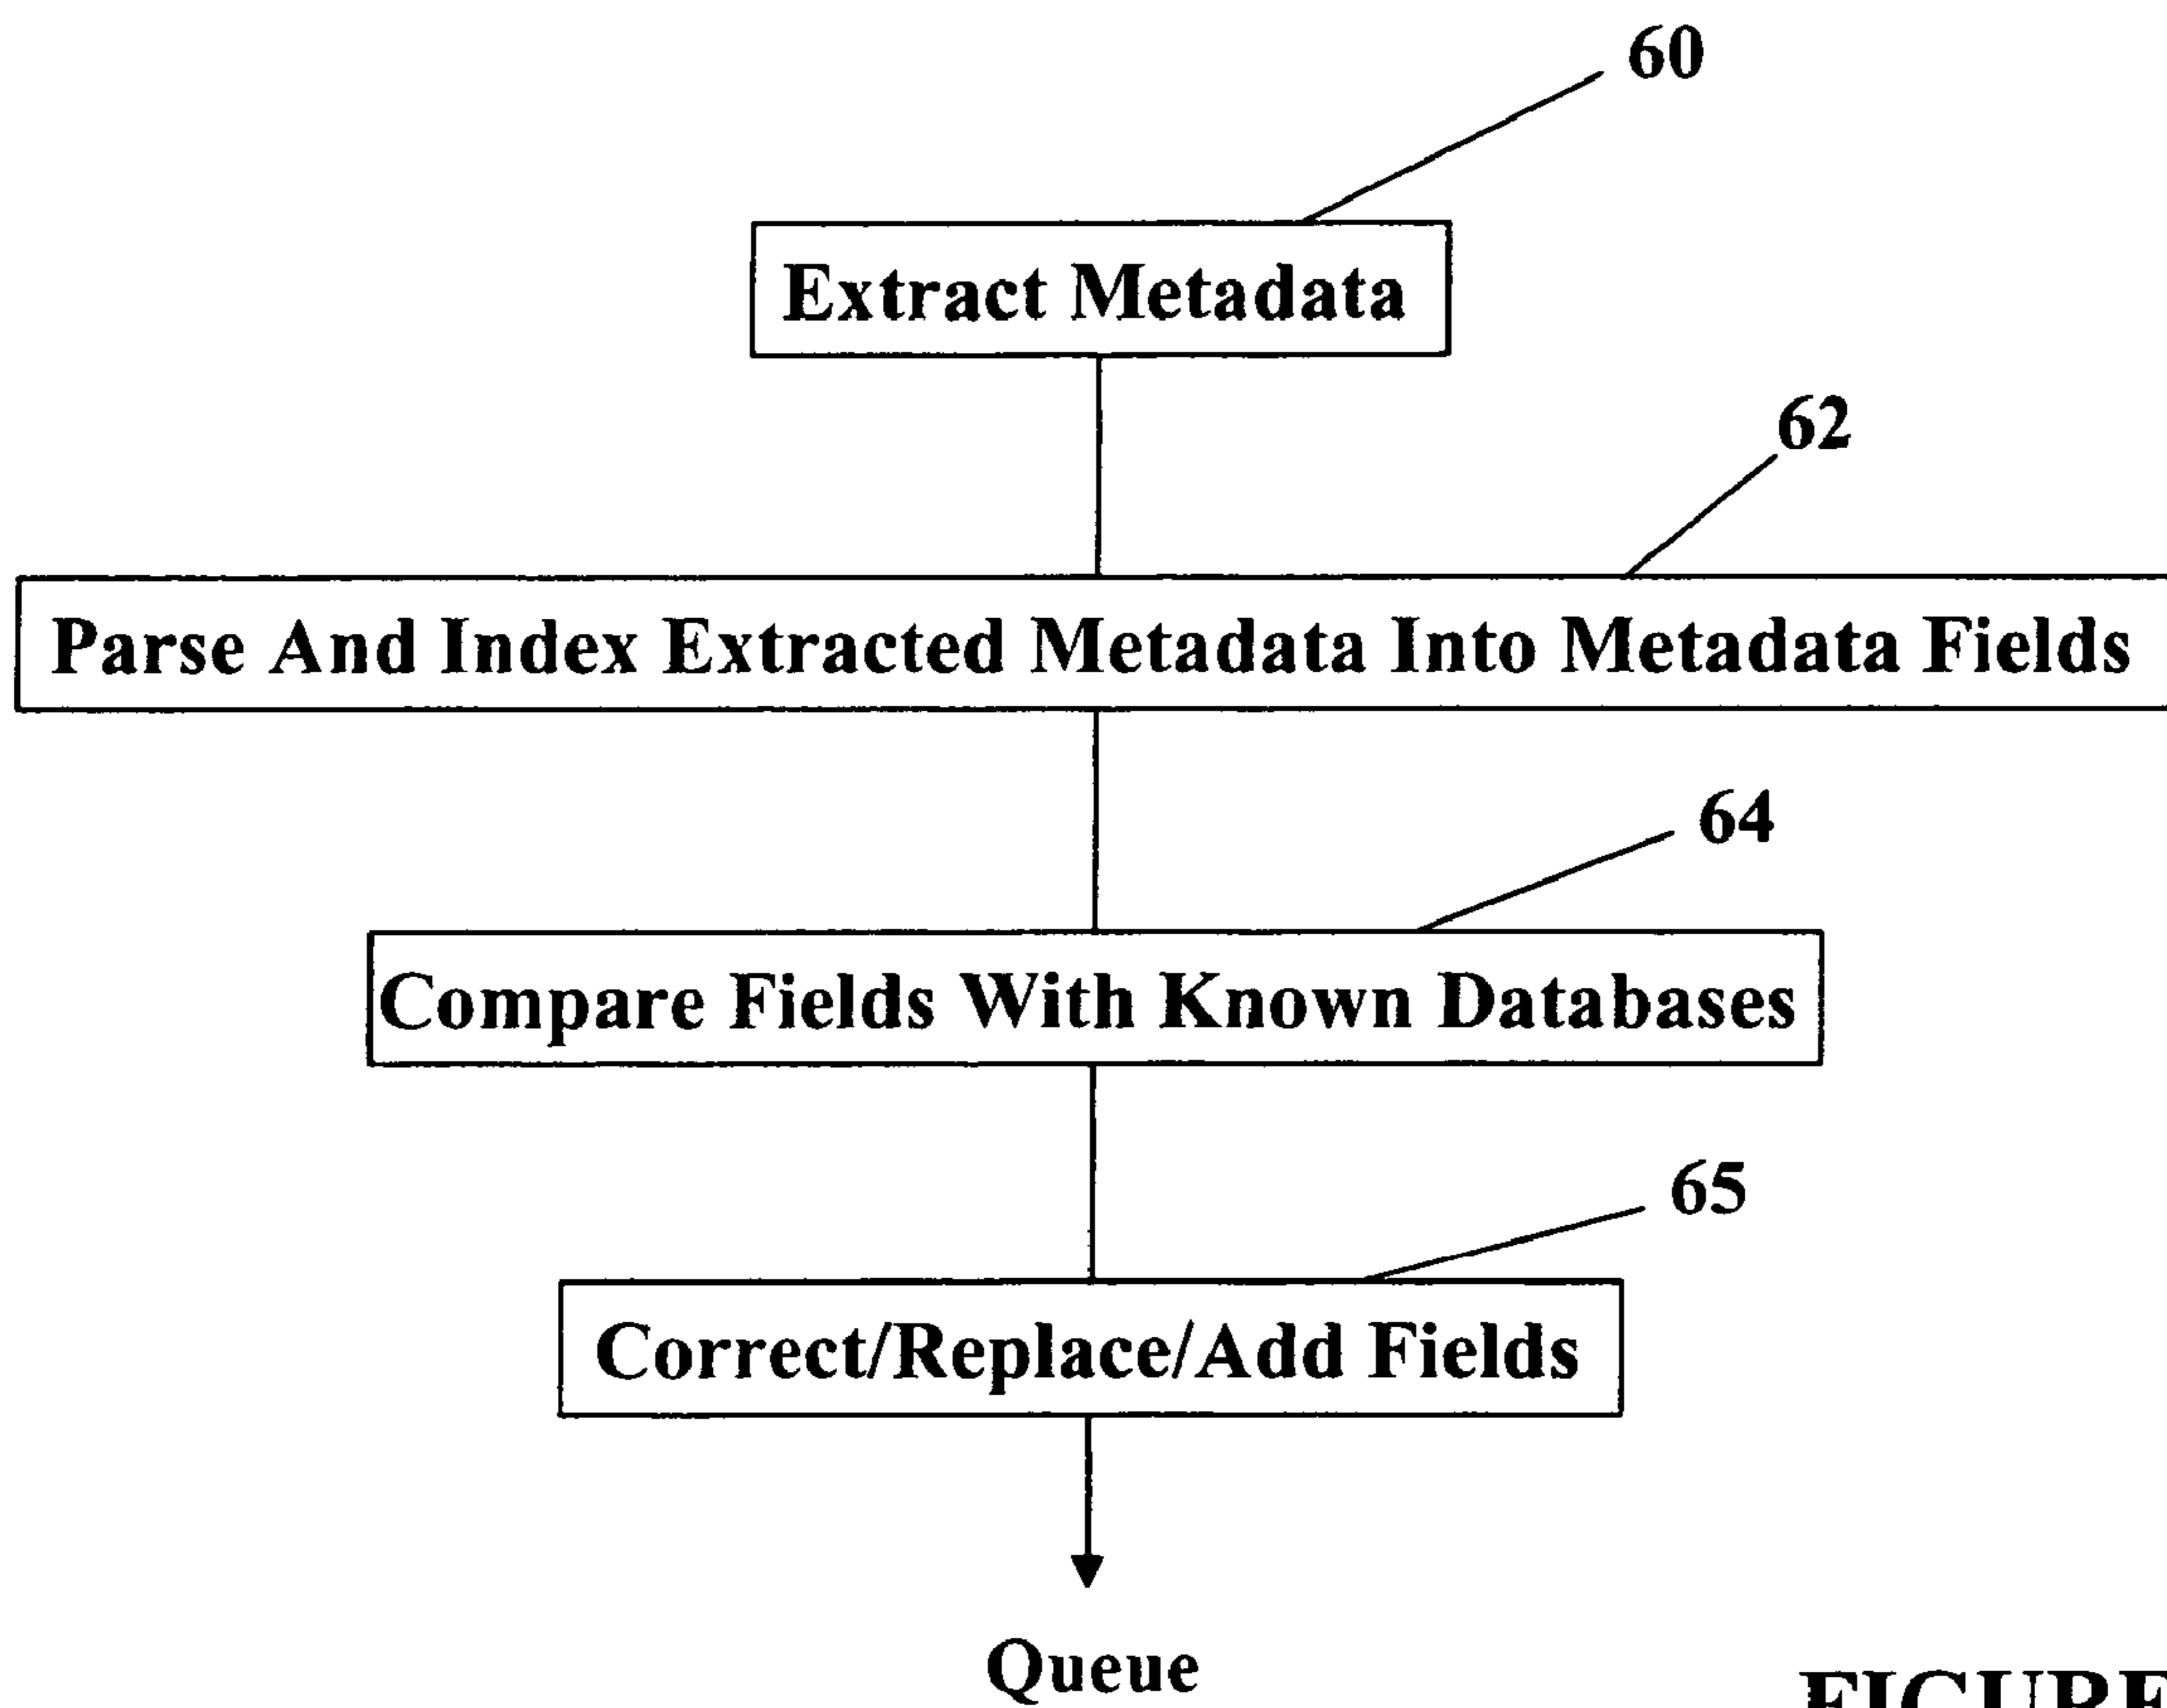 60
Extract Metadata
62
Parse And Index Extracted Metadata Into Metadata Fields
64
Compare Fields With Known Databases
65
Correct/Replace/Add Fields
Queue
FIGURE